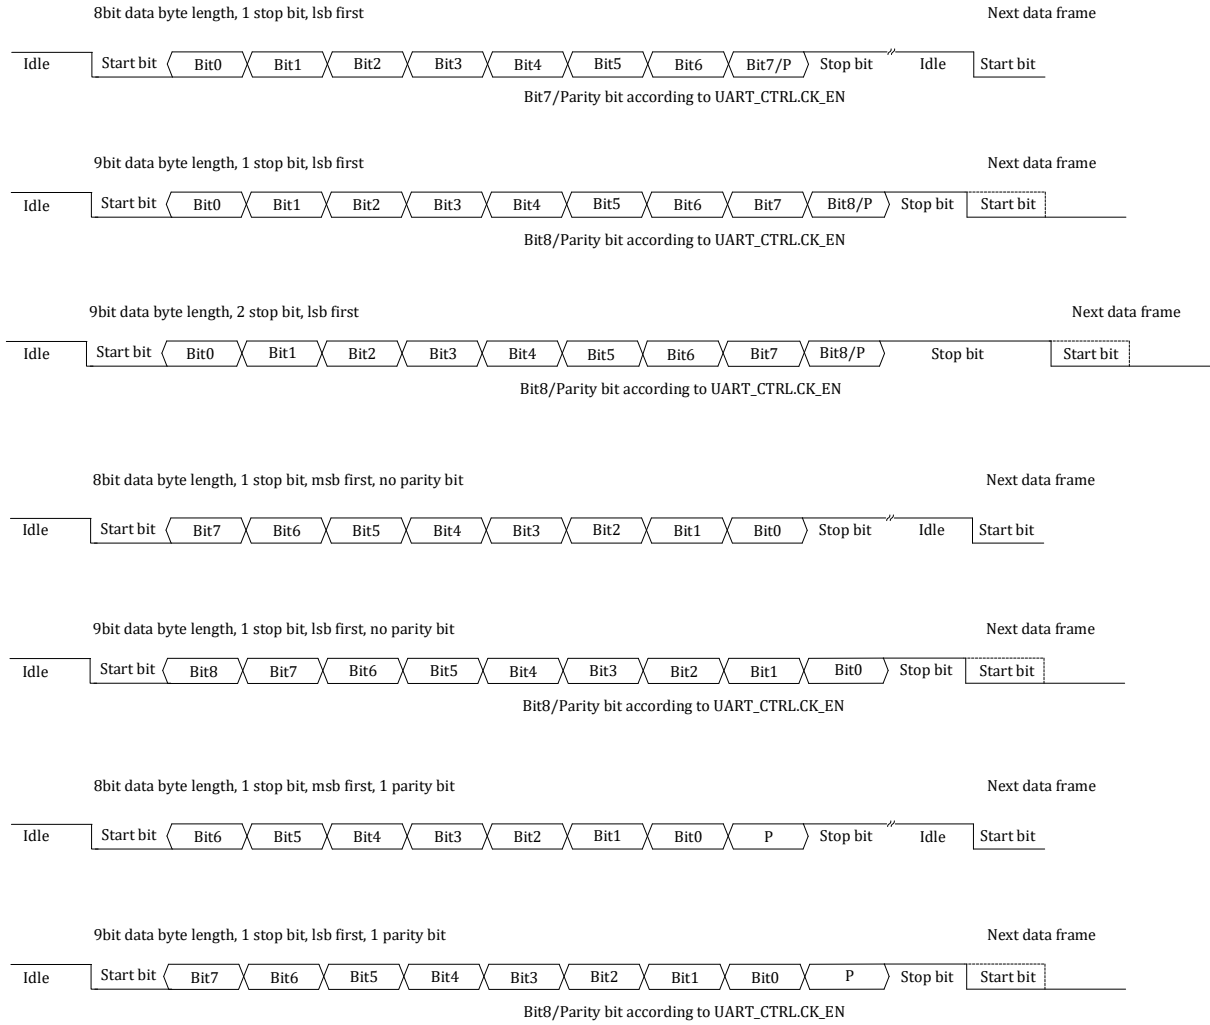 8bit data byte length, 1 stop bit, lsb first Next data frame
Idle Start bit Bit0 Bit1 Bit2 Bit3 Bit4 Bit5 Bit6 Bit7/P Stop bit Idle Start bit
Bit7/Parity bit according to UART_CTRL.CK_EN
9bit data byte length, 1 stop bit, lsb first Next data frame
Idle Start bit Bit0 Bit1 Bit2 Bit3 Bit4 Bit5 Bit6 Bit7 Bit8/P Stop bit Start bit
Bit8/Parity bit according to UART_CTRL.CK_EN
9bit data byte length, 2 stop bit, lsb first Next data frame
Idle Start bit Bit0 Bit1 Bit2 Bit3 Bit4 Bit5 Bit6 Bit7 Bit8/P Stop bit Start bit
Bit8/Parity bit according to UART_CTRL.CK_EN
8bit data byte length, 1 stop bit, msb first, no parity bit Next data frame
Idle Start bit Bit7 Bit6 Bit5 Bit4 Bit3 Bit2 Bit1 Bit0 Stop bit Idle Start bit
9bit data byte length, 1 stop bit, lsb first, no parity bit Next data frame
Idle Start bit Bit8 Bit7 Bit6 Bit5 Bit4 Bit3 Bit2 Bit1 Bit0 Stop bit Start bit
Bit8/Parity bit according to UART_CTRL.CK_EN
8bit data byte length, 1 stop bit, msb first, 1 parity bit Next data frame
Idle Start bit Bit6 Bit5 Bit4 Bit3 Bit2 Bit1 Bit0 P Stop bit Idle Start bit
9bit data byte length, 1 stop bit, lsb first, 1 parity bit Next data frame
Idle Start bit Bit7 Bit6 Bit5 Bit4 Bit3 Bit2 Bit1 Bit0 P Stop bit Start bit
Bit8/Parity bit according to UART_CTRL.CK_EN